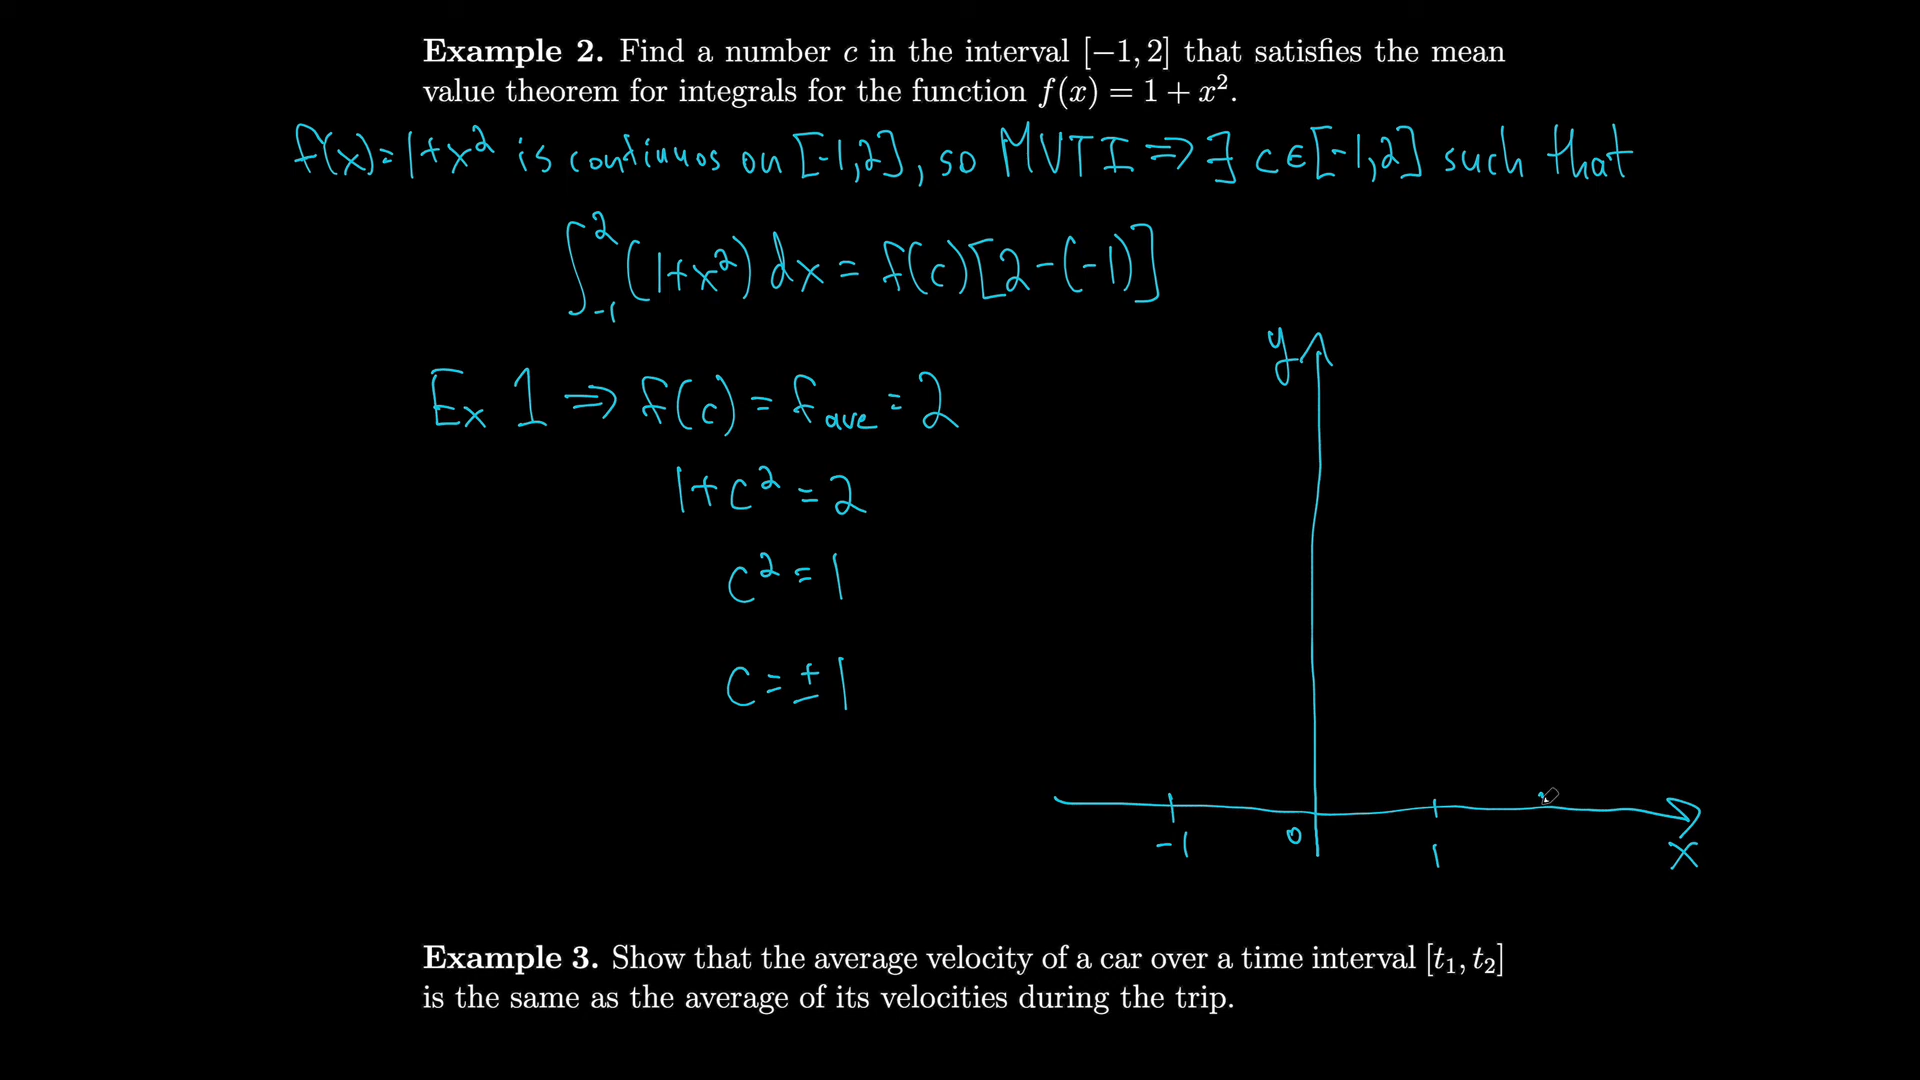 Example 2. Find a number c in the interval [−1, 2] that satisfies the mean
value theorem for integrals for the function f(x) = 1 + x².
f(x) = 1+x² is continuos on [-1,2], so MVTI ⇒ ∃ c∈[-1,2] such that
∫₋₁² (1+x²) dx = f(c)[2-(-1)]
y
Ex 1 ⇒ f(c) = f_ave = 2
1+c² = 2
c² = 1
c = ±1
-1 0 1 x
Example 3. Show that the average velocity of a car over a time interval [t₁, t₂]
is the same as the average of its velocities during the trip.